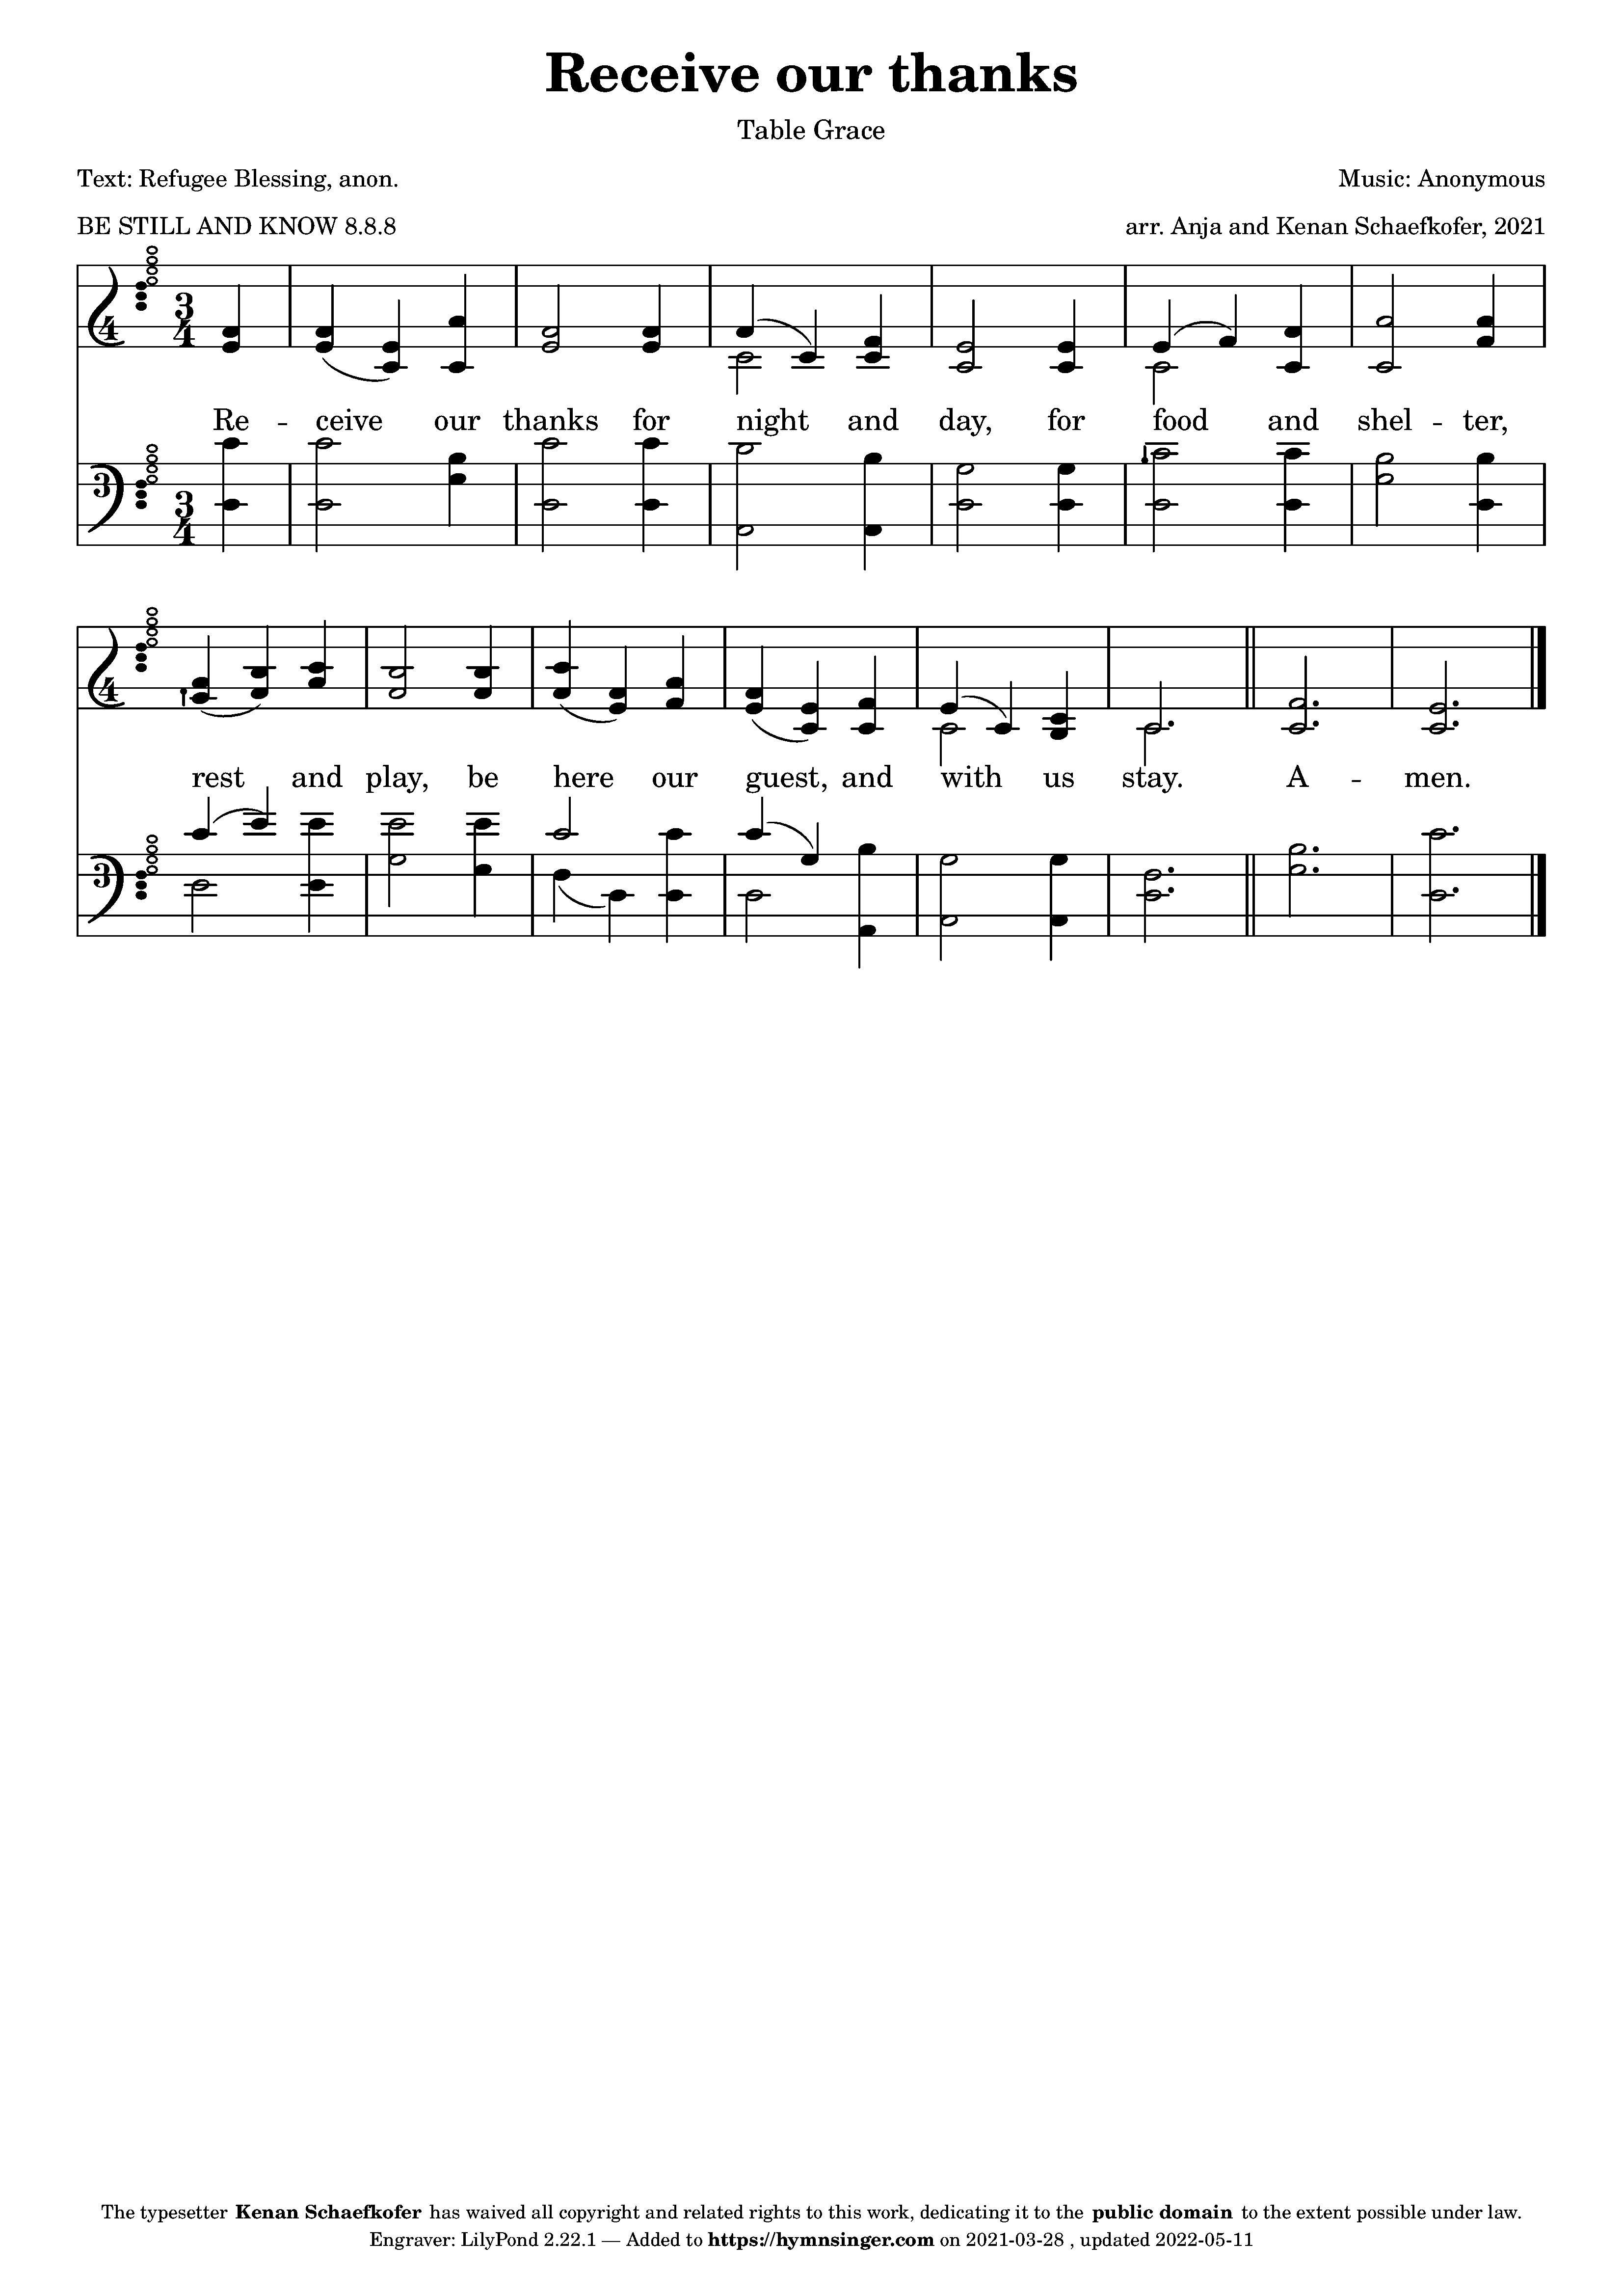 Receive our thanks
Table Grace
Text: Refugee Blessing, anon.
Music: Anonymous
BE STILL AND KNOW 8.8.8
arr. Anja and Kenan Schaefkofer, 2021
4 3 4
Re -- ceive our thanks for night and day, for food and shel -- ter,
3 3 4
4
rest and play, be here our guest, and with us stay. A -- men.
3
The typesetter Kenan Schaefkofer has waived all copyright and related rights to this work, dedicating it to the public domain to the extent possible under law.
Engraver: LilyPond 2.22.1 — Added to https://hymnsinger.com on 2021-03-28 , updated 2022-05-11